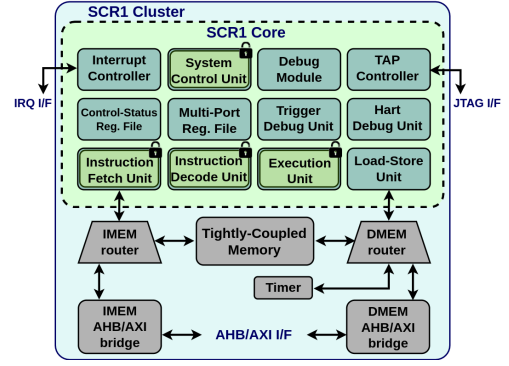 SCR1 Cluster
SCR1 Core
Interrupt
Controller
System
Control Unit
Debug
Module
TAP
Controller
IRQ I/F
JTAG I/F
Control-Status
Reg. File
Multi-Port
Reg. File
Trigger
Debug Unit
Hart
Debug Unit
Instruction
Fetch Unit
Instruction
Decode Unit
Execution
Unit
Load-Store
Unit
IMEM
router
Tightly-Coupled
Memory
DMEM
router
Timer
IMEM
AHB/AXI
bridge
AHB/AXI I/F
DMEM
AHB/AXI
bridge